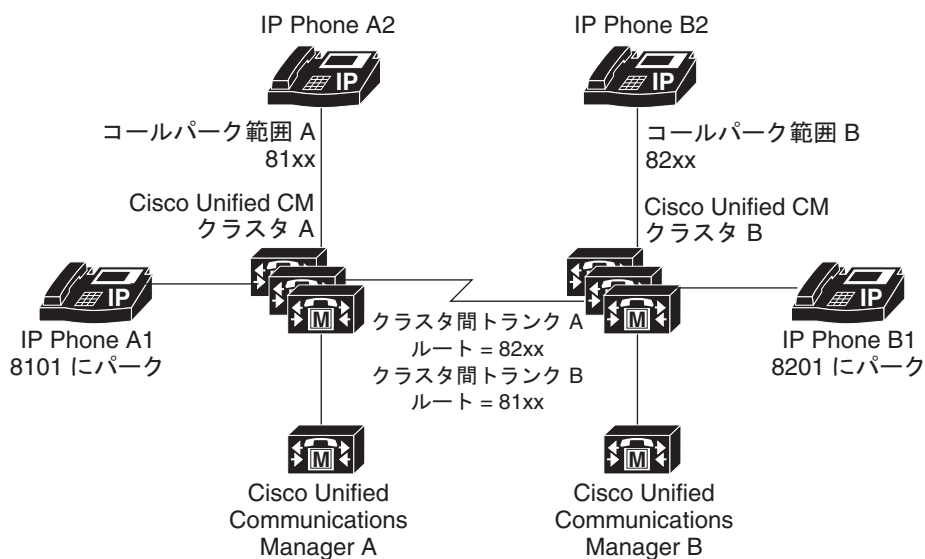 IP Phone A2
IP Phone B2
IP
IP
コールパーク範囲 A
81xx
コールパーク範囲 B
82xx
Cisco Unified CM
クラスタ A
Cisco Unified CM
クラスタ B
IP
M
M
IP
IP Phone A1
8101 にパーク
クラスタ間トランク A
ルート = 82xx
クラスタ間トランク B
ルート = 81xx
IP Phone B1
8201 にパーク
M
M
Cisco Unified
Communications
Manager A
Cisco Unified
Communications
Manager B